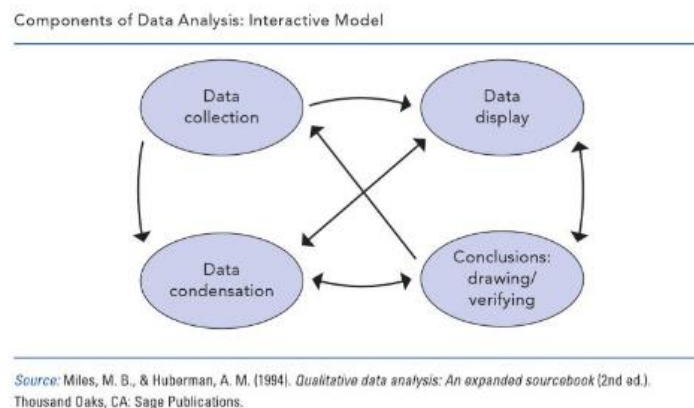 Components of Data Analysis: Interactive Model
Data
collection
Data
display
Data
condensation
Conclusions:
drawing/
verifying
Source: Miles, M. B., & Huberman, A. M. (1994). Qualitative data analysis: An expanded sourcebook (2nd ed.).
Thousand Oaks, CA: Sage Publications.